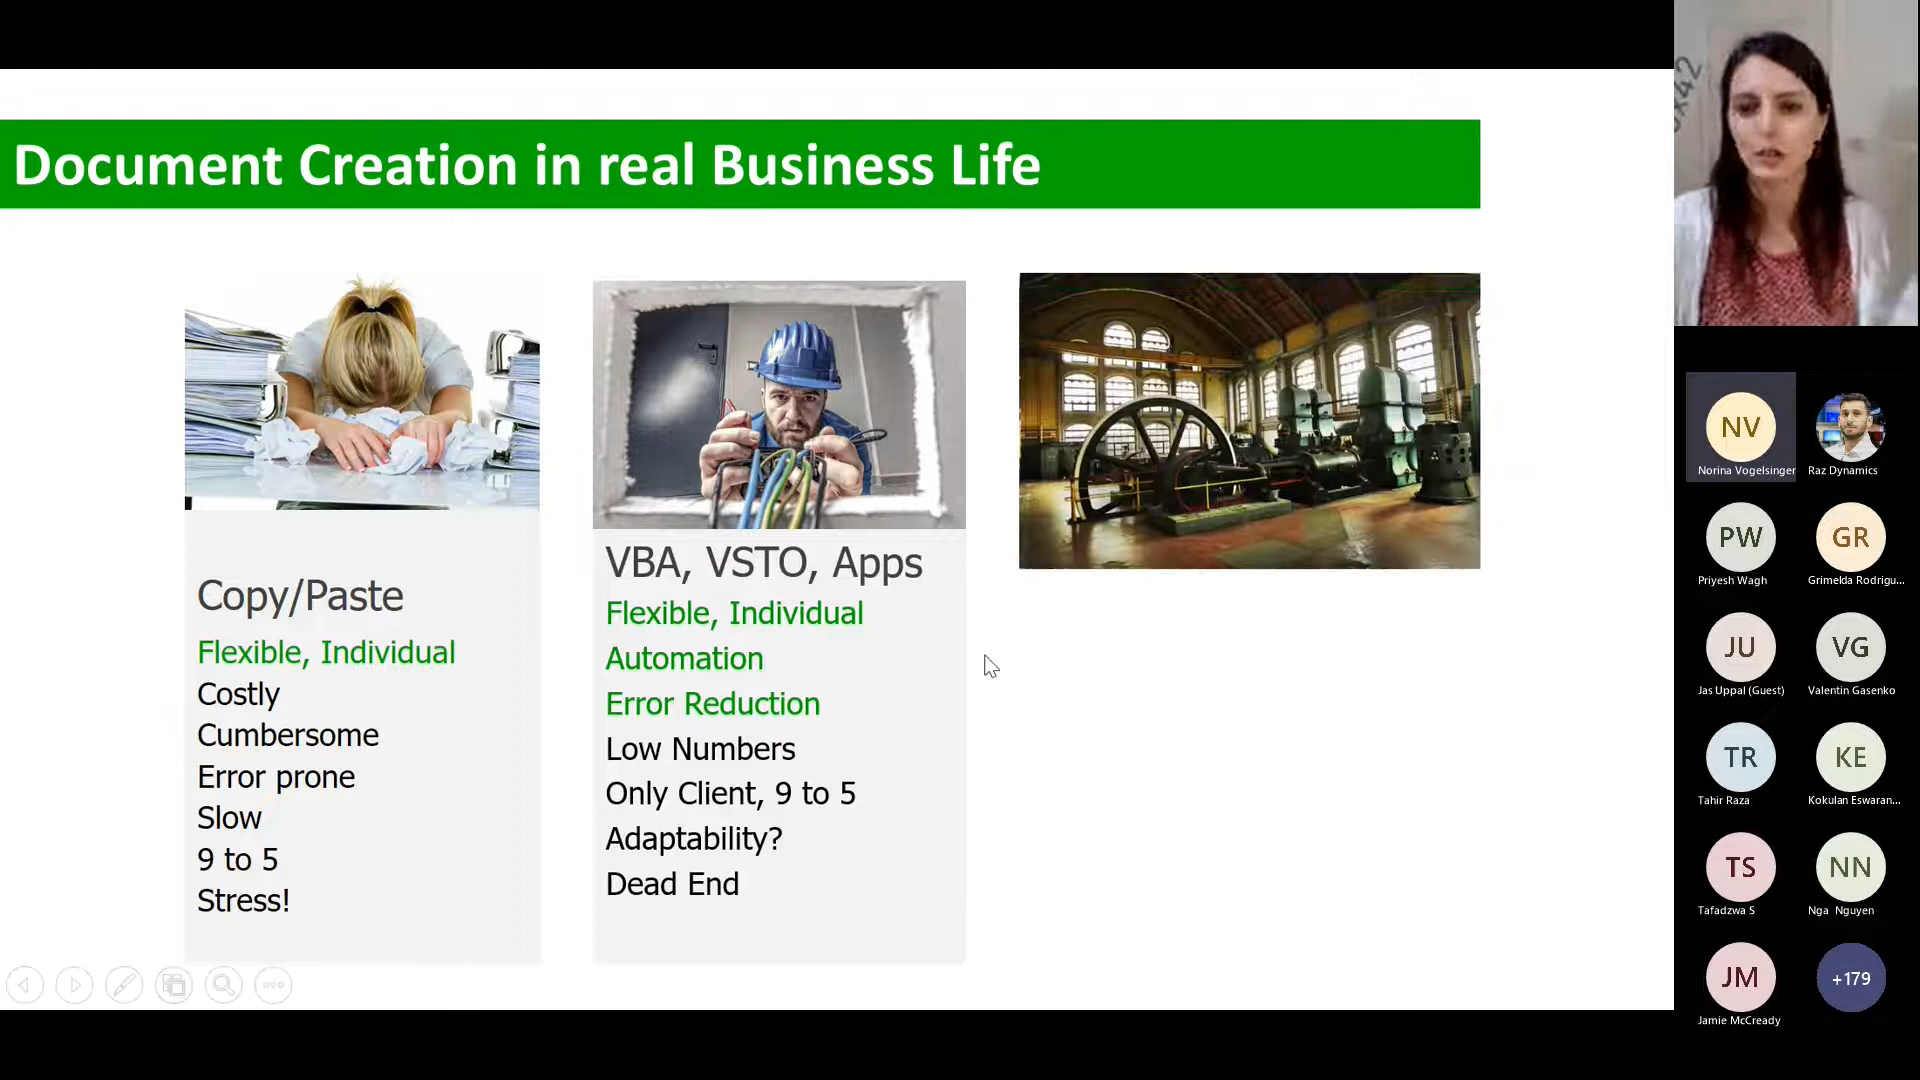 Document Creation in real Business Life
Copy/Paste
Flexible, Individual
Costly
Cumbersome
Error prone
Slow
9 to 5
Stress!
VBA, VSTO, Apps
Flexible, Individual
Automation
Error Reduction
Low Numbers
Only Client, 9 to 5
Adaptability?
Dead End
NV
Norina Vogelsinger
Raz Dynamics
PW
Priyesh Wagh
GR
Grimelda Rodrigu...
JU
Jas Uppal (Guest)
VG
Valentin Gasenko
TR
Tahir Raza
KE
Kokulan Eswaran...
TS
Tafadzwa S
NN
Nga Nguyen
JM
Jamie McCready
+179